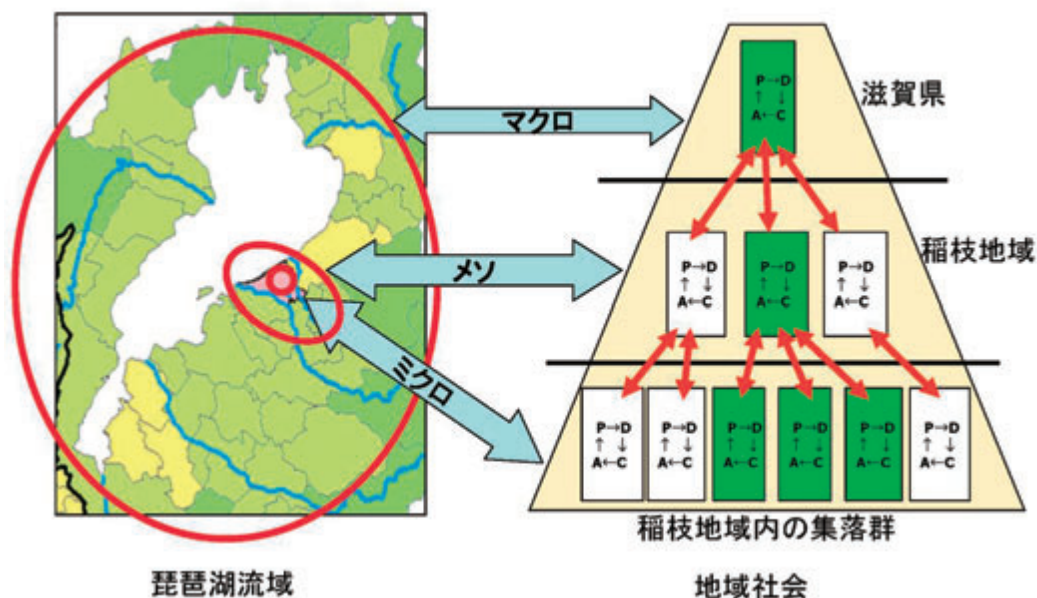 マクロ
メソ
ミクロ
琵琶湖流域
滋賀県
P→D
↑ ↓
A←C
稲枝地域
P→D
↑ ↓
A←C
P→D
↑ ↓
A←C
P→D
↑ ↓
A←C
P→D
↑ ↓
A←C
P→D
↑ ↓
A←C
P→D
↑ ↓
A←C
P→D
↑ ↓
A←C
P→D
↑ ↓
A←C
P→D
↑ ↓
A←C
稲枝地域内の集落群
地域社会